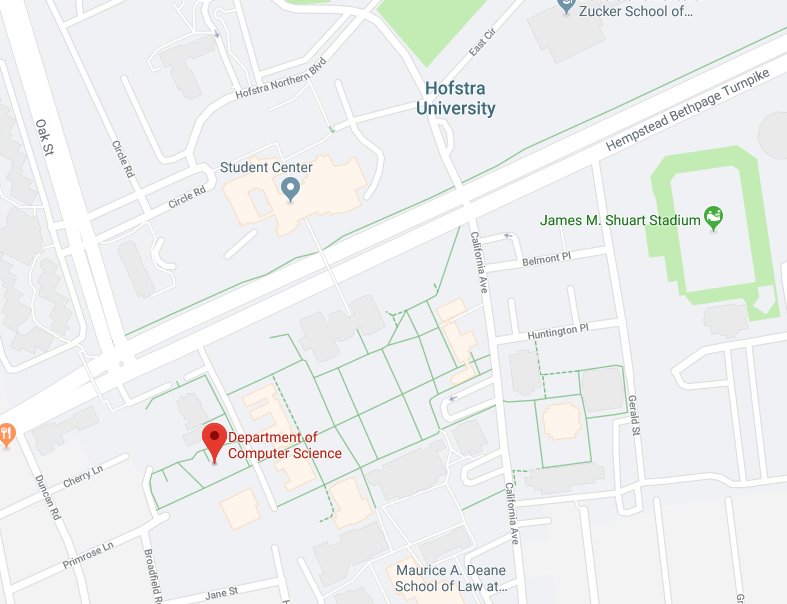 Zucker School of...
East Cir
Hofstra Northern Blvd
Hofstra
University
Hempstead Bethpage Turnpike
Oak St
Circle Rd
Student Center
Circle Rd
James M. Shuart Stadium
California Ave
Belmont Pl
Huntington Pl
Gerald St
Department of
Computer Science
Cherry Ln
Duncan Rd
California Ave
Primrose Ln
Broadfield R
Maurice A. Deane
School of Law at...
Jane St
H
G